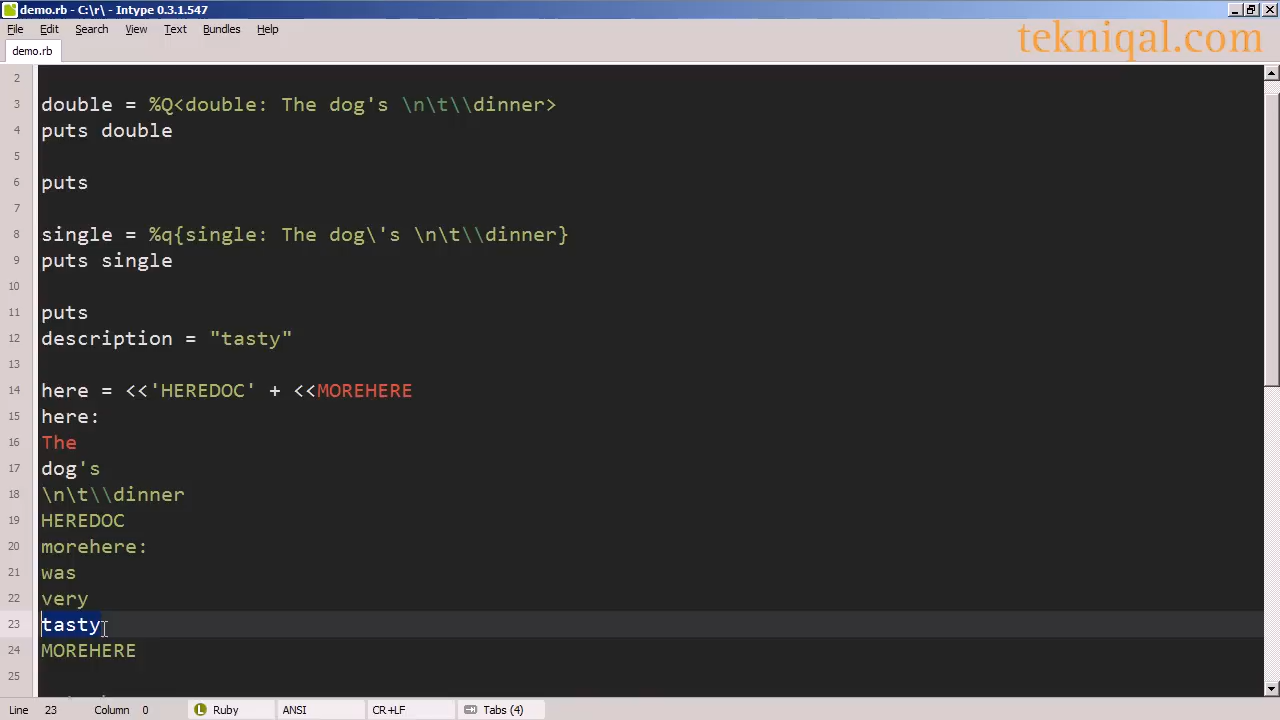 demo.rb - C:\r\ - Intype 0.3.1.547
File Edit Search View Text Bundles Help
tekniqal.com
demo.rb
2
3 double = %Q<double: The dog's \n\t\\dinner>
4 puts double
5
6 puts
7
8 single = %q{single: The dog\'s \n\t\\dinner}
9 puts single
10
11 puts
12 description = "tasty"
13
14 here = <<'HEREDOC' + <<MOREHERE
15 here:
16 The
17 dog's
18 \n\t\\dinner
19 HEREDOC
20 morehere:
21 was
22 very
23 tasty
24 MOREHERE
25
Line 23 Column 0 Ruby ANSI CR+LF Tabs (4)